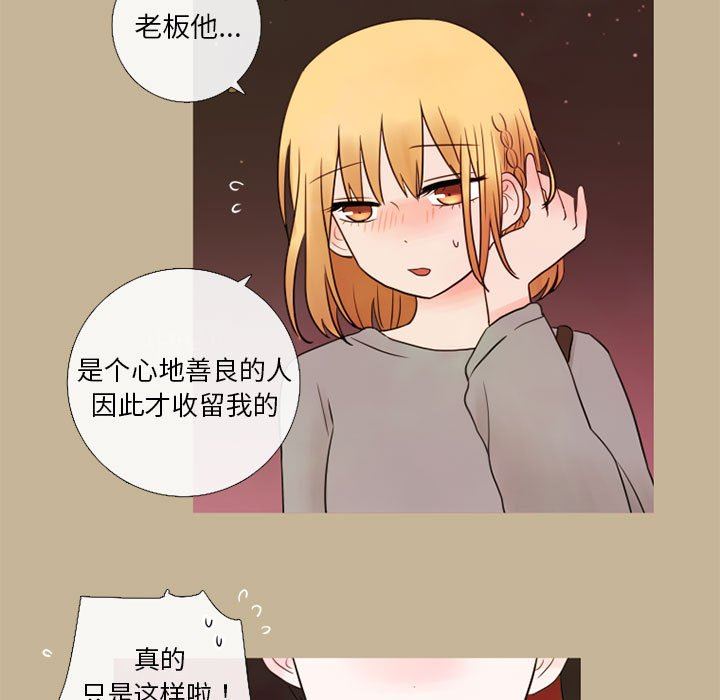 老板他...
是个心地善良的人
因此才收留我的
真的
只是这样啦！